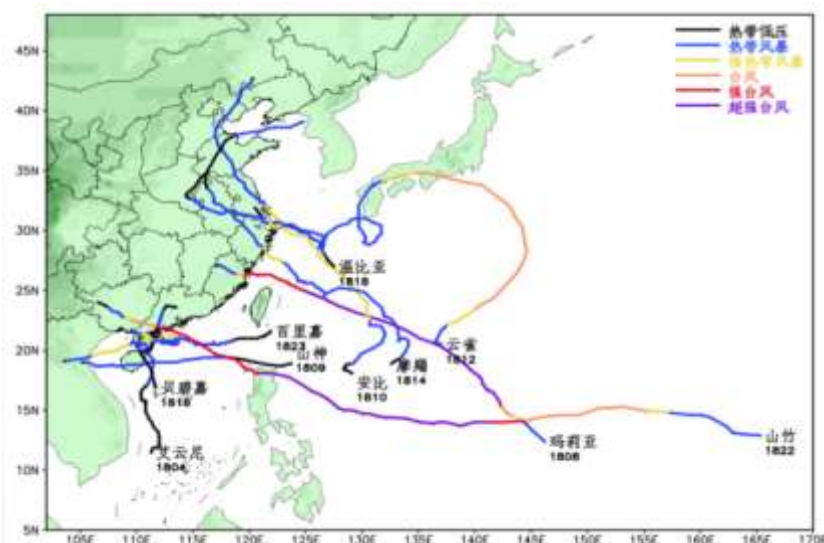 热带低压
热带风暴
强热带风暴
台风
强台风
超强台风
45N
40N
35N
30N
25N
20N
15N
10N
5N
温比亚
1818
百里嘉
1823
山神
1809
云雀
1812
摩羯
1814
安比
1810
贝碧嘉
1816
艾云尼
1804
玛莉亚
1808
山竹
1822
105E
110E
115E
120E
125E
130E
135E
140E
145E
150E
155E
160E
165E
170E